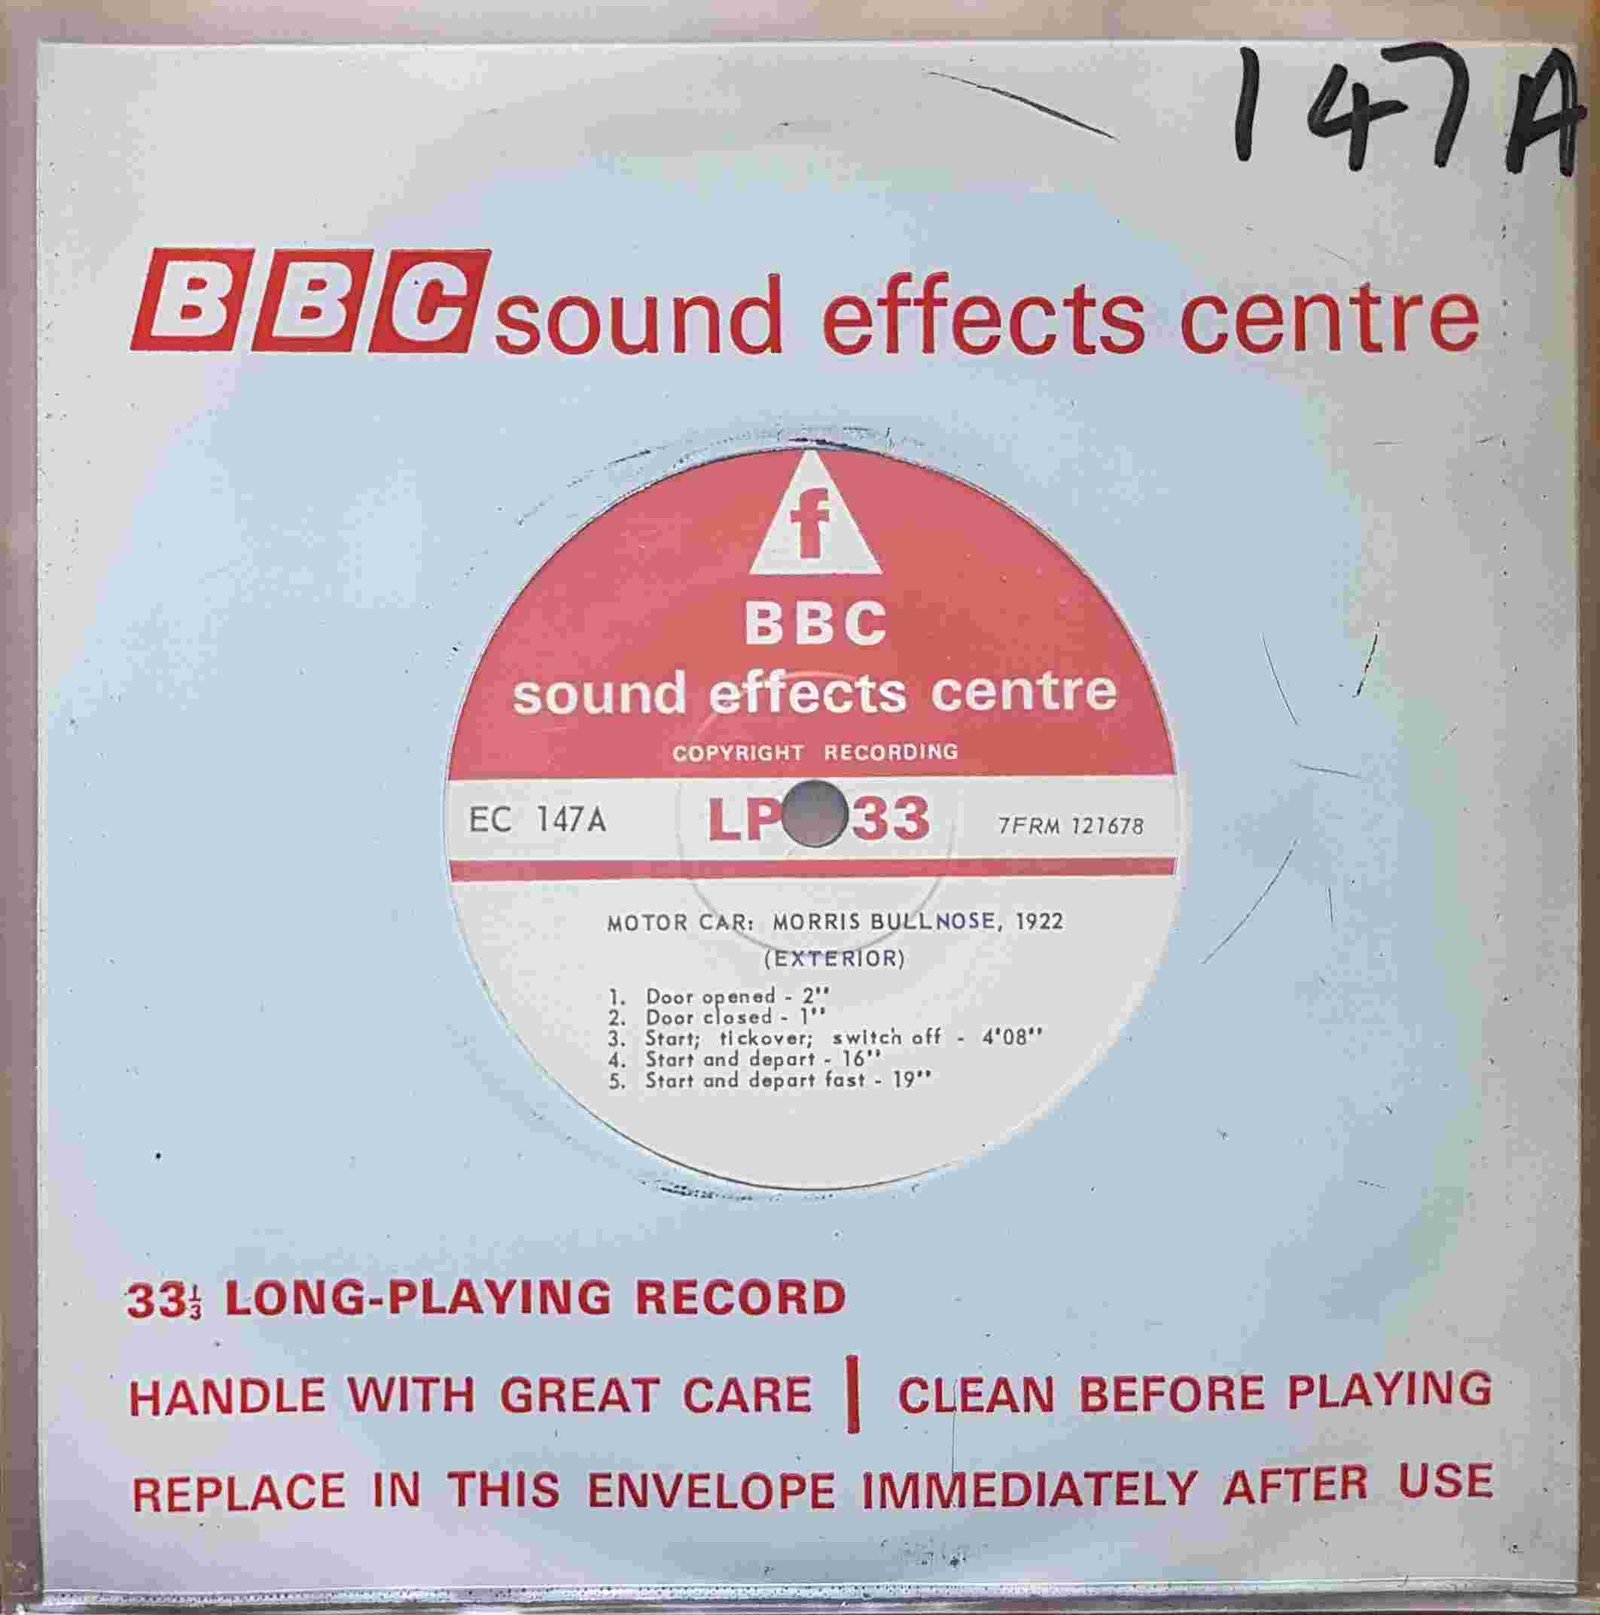 147A
BBC sound effects centre
f
BBC
sound effects centre
COPYRIGHT RECORDING
EC 147A LP 33 7FRM 121678
MOTOR CAR: MORRIS BULLNOSE, 1922
(EXTERIOR)
1. Door opened - 2''
2. Door closed - 1''
3. Start; tickover; switch off - 4'08''
4. Start and depart - 16''
5. Start and depart fast - 19''
33⅓ LONG-PLAYING RECORD
HANDLE WITH GREAT CARE | CLEAN BEFORE PLAYING
REPLACE IN THIS ENVELOPE IMMEDIATELY AFTER USE